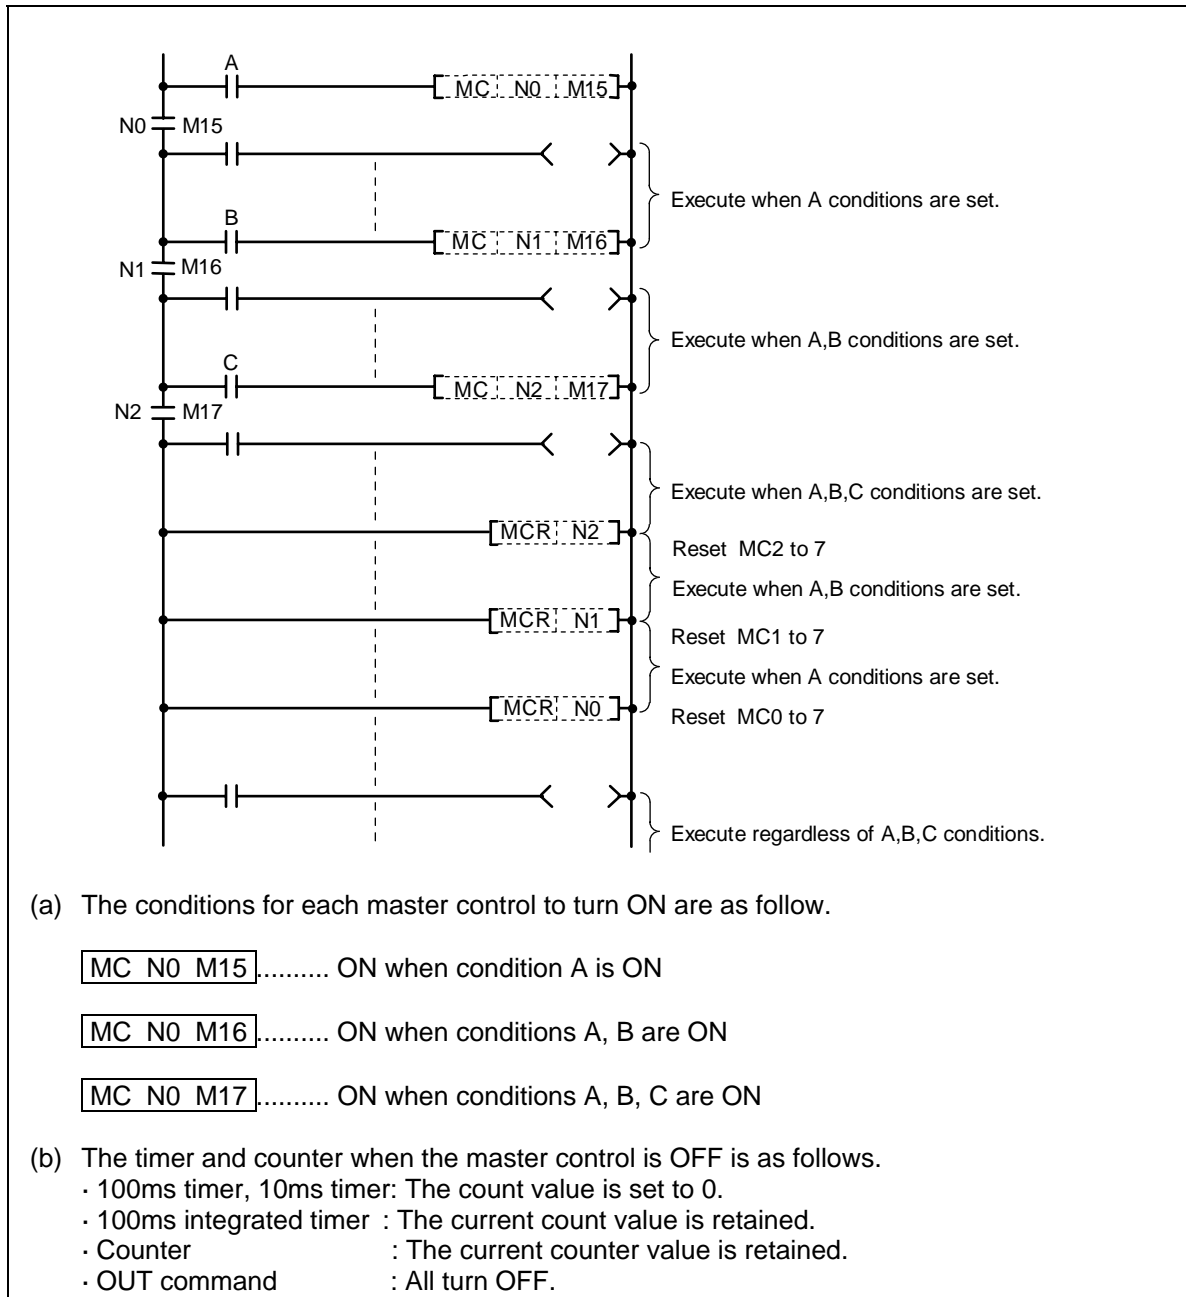 A
MC N0 M15
N0 M15
Execute when A conditions are set.
B
MC N1 M16
N1 M16
Execute when A,B conditions are set.
C
MC N2 M17
N2 M17
Execute when A,B,C conditions are set.
MCR N2
Reset MC2 to 7
Execute when A,B conditions are set.
MCR N1
Reset MC1 to 7
Execute when A conditions are set.
MCR N0
Reset MC0 to 7
Execute regardless of A,B,C conditions.
(a) The conditions for each master control to turn ON are as follow.
MC N0 M15 .......... ON when condition A is ON
MC N0 M16 .......... ON when conditions A, B are ON
MC N0 M17 .......... ON when conditions A, B, C are ON
(b) The timer and counter when the master control is OFF is as follows.
· 100ms timer, 10ms timer: The count value is set to 0.
· 100ms integrated timer : The current count value is retained.
· Counter : The current counter value is retained.
· OUT command : All turn OFF.